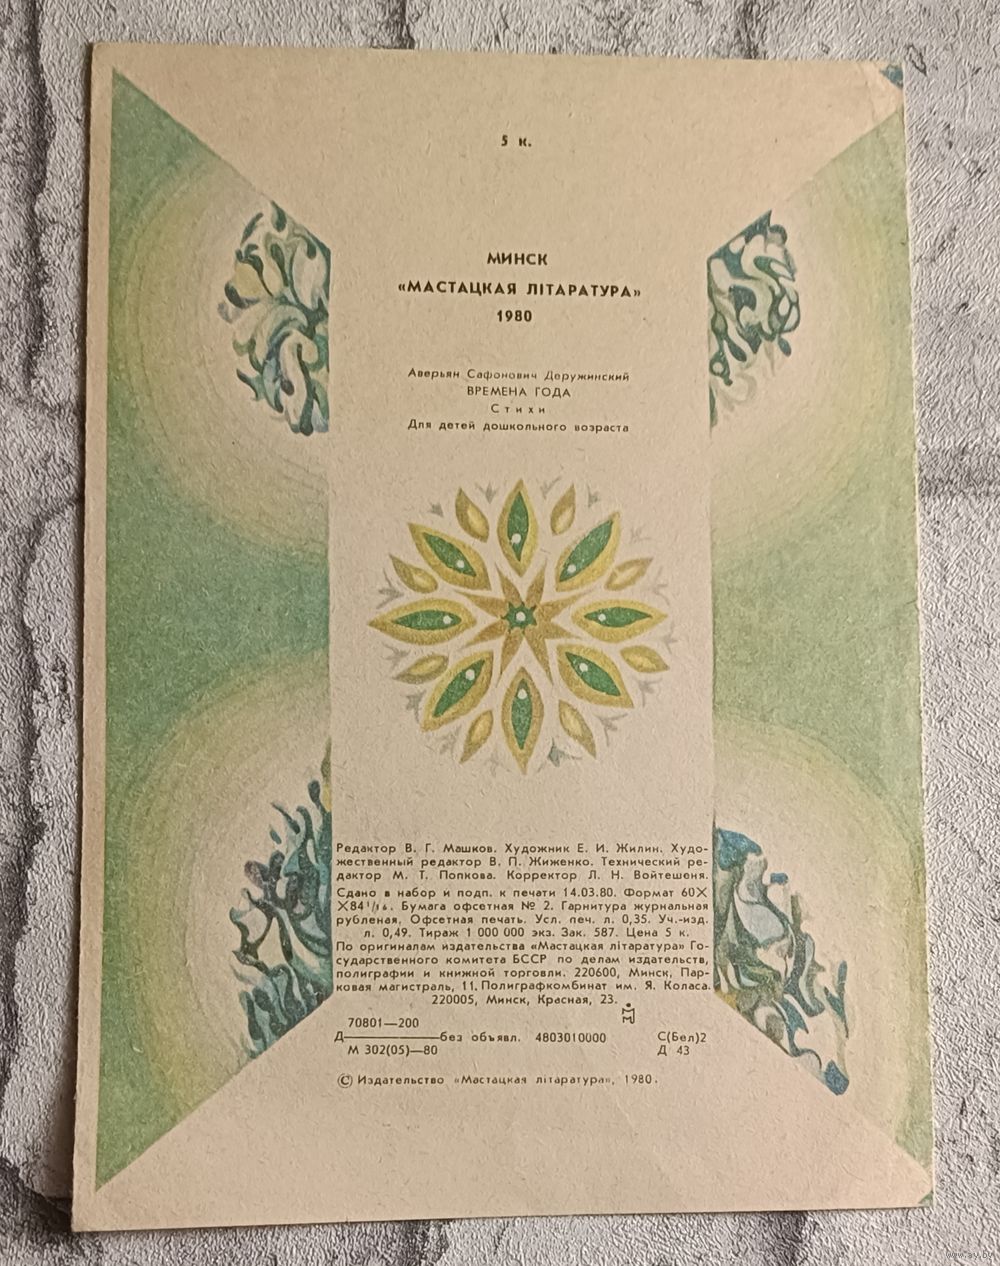 5 к.
МИНСК
«МАСТАЦКАЯ ЛІТАРАТУРА»
1980
Аверьян Сафонович Деружинский
ВРЕМЕНА ГОДА
Стихи
Для детей дошкольного возраста
Редактор В. Г. Машков. Художник Е. И. Жилин. Худо-
жественный редактор В. П. Жиженко. Технический ре-
дактор М. Т. Попкова. Корректор Л. Н. Войтешеня.
Сдано в набор и подп. к печати 14.03.80. Формат 60Х
Х84¹/₁₆. Бумага офсетная № 2. Гарнитура журнальная
рубленая. Офсетная печать. Усл. печ. л. 0,35. Уч.-изд.
л. 0,49. Тираж 1 000 000 экз. Зак. 587. Цена 5 к.
По оригиналам издательства «Мастацкая літаратура» Го-
сударственного комитета БССР по делам издательств,
полиграфии и книжной торговли. 220600, Минск, Пар-
ковая магистраль, 11. Полиграфкомбинат им. Я. Коласа.
220005, Минск, Красная, 23.
70801—200
Д————без объявл. 4803010000 С(Бел)2
М 302(05)—80 Д 43
© Издательство «Мастацкая літаратура», 1980.
www.ay.by